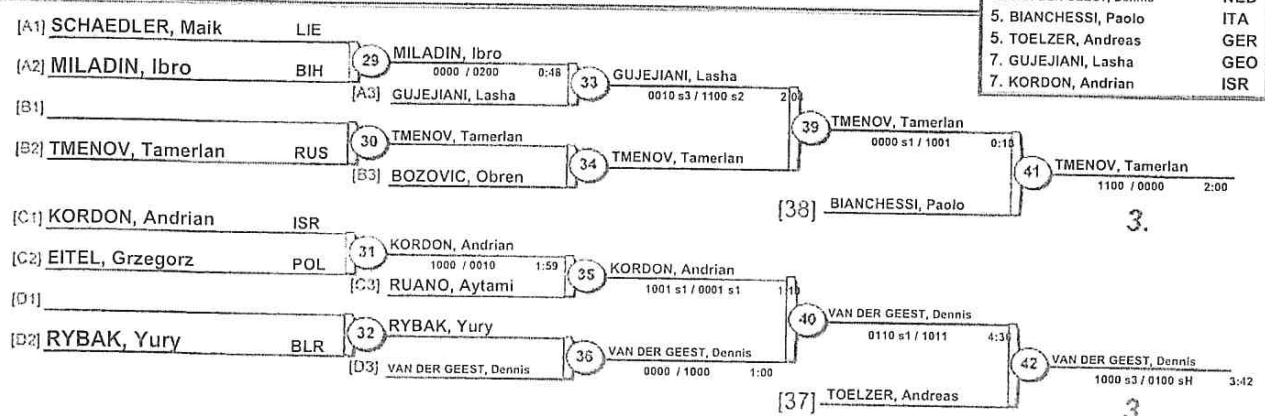 NED
5. BIANCHESSI, Paolo ITA
5. TOELZER, Andreas GER
7. GUJEJIANI, Lasha GEO
7. KORDON, Andrian ISR
[A1] SCHAEDLER, Maik LIE
29 MILADIN, Ibro
0000 / 0200 0:48
[A2] MILADIN, Ibro BIH
33 GUJEJIANI, Lasha
0010 s3 / 1100 s2
[A3] GUJEJIANI, Lasha
[B1]
39 TMENOV, Tamerlan
0000 s1 / 1001
30 TMENOV, Tamerlan
[B2] TMENOV, Tamerlan RUS
34 TMENOV, Tamerlan
[B3] BOZOVIC, Obren
41 TMENOV, Tamerlan
1100 / 0000 2:00
[38] BIANCHESSI, Paolo
3.
[C1] KORDON, Andrian ISR
31 KORDON, Andrian
1000 / 0010 1:59
[C2] EITEL, Grzegorz POL
35 KORDON, Andrian
1001 s1 / 0001 s1
[C3] RUANO, Aytami
[D1]
40 VAN DER GEEST, Dennis
0110 s1 / 1011
32 RYBAK, Yury
[D2] RYBAK, Yury BLR
36 VAN DER GEEST, Dennis
0000 / 1000 1:00
[D3] VAN DER GEEST, Dennis
42 VAN DER GEEST, Dennis
1000 s3 / 0100 sH 3:42
[37] TOELZER, Andreas
3